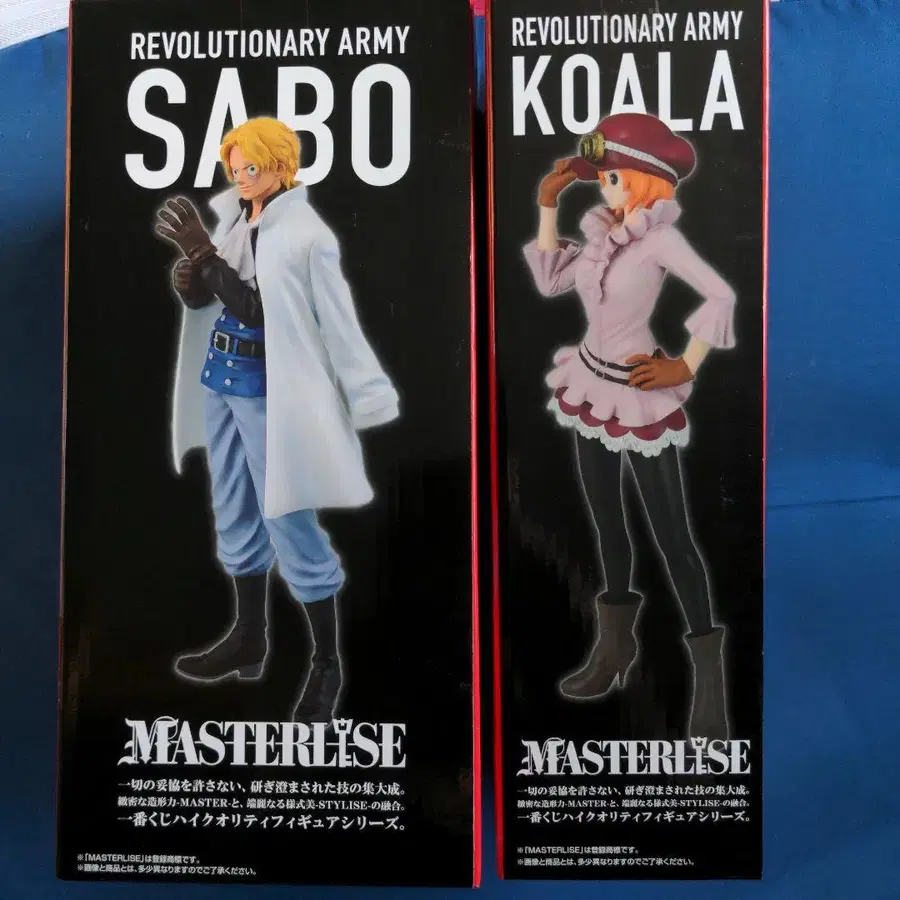 REVOLUTIONARY ARMY
SABO
MASTERLISE
一切の妥協を許さない、研ぎ澄まされた技の集大成。
緻密な造形力-MASTER-と、端麗なる様式美-STYLISE-の融合。
一番くじハイクオリティフィギュアシリーズ。
※「MASTERLISE」は登録商標です。
※画像と商品とは、多少異なりますのでご了承ください。
REVOLUTIONARY ARMY
KOALA
MASTERLISE
一切の妥協を許さない、研ぎ澄まされた技の集大成。
緻密な造形力-MASTER-と、端麗なる様式美-STYLISE-の融合。
一番くじハイクオリティフィギュアシリーズ。
※「MASTERLISE」は登録商標です。
※画像と商品とは、多少異なりますのでご了承ください。